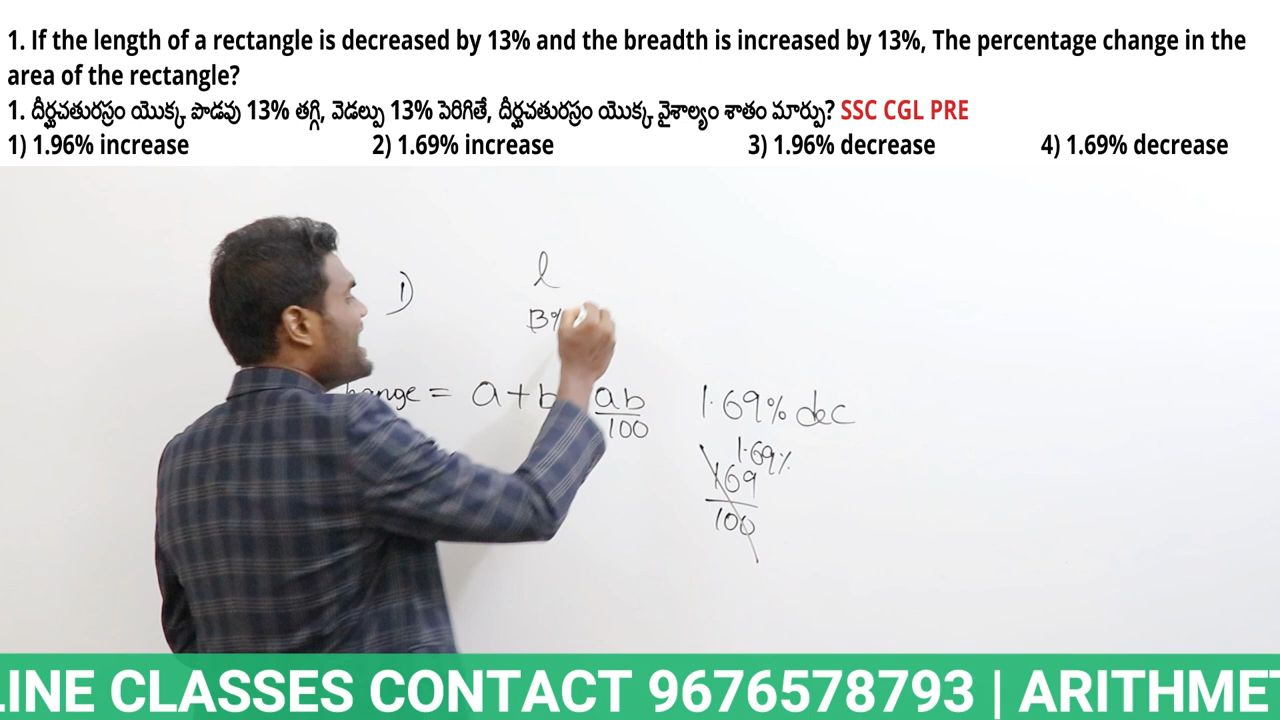 1. If the length of a rectangle is decreased by 13% and the breadth is increased by 13%, The percentage change in the
area of the rectangle?
1. దీర్ఘచతురస్రం యొక్క పొడవు 13% తగ్గి, వెడల్పు 13% పెరిగితే, దీర్ఘచతురస్రం యొక్క వైశాల్యం శాతం మార్పు? SSC CGL PRE
1) 1.96% increase 2) 1.69% increase 3) 1.96% decrease 4) 1.69% decrease
1) l
13%
hange = a+b ab/100 1.69% dec
1.69%
169
100
LINE CLASSES CONTACT 9676578793 | ARITHMET